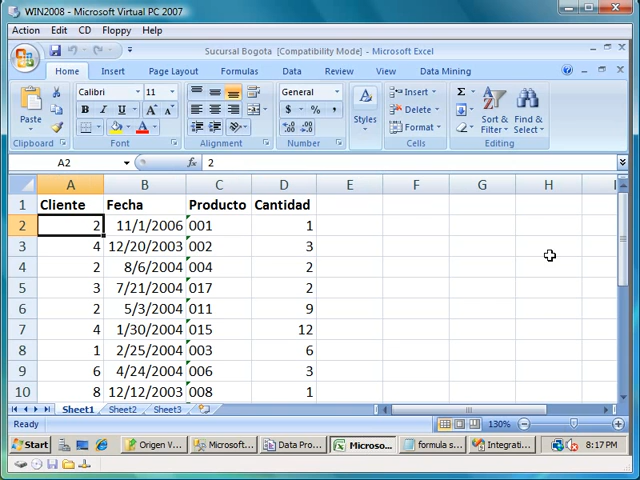 WIN2008 - Microsoft Virtual PC 2007
Action Edit CD Floppy Help
Sucursal Bogota [Compatibility Mode] - Microsoft Excel
Home Insert Page Layout Formulas Data Review View Data Mining
Paste
Clipboard
Calibri 11
B I U
Font
Alignment
General
$ % ,
Number
Styles
Insert
Delete
Format
Cells
Σ
Sort & Filter
Find & Select
Editing
A2 fx 2
A B C D E F G H I
1 Cliente Fecha Producto Cantidad
2 2 11/1/2006 001 1
3 4 12/20/2003 002 3
4 2 8/6/2004 004 2
5 3 7/21/2004 017 2
6 2 5/3/2004 011 9
7 4 1/30/2004 015 12
8 1 2/25/2004 003 6
9 6 4/24/2004 006 3
10 8 12/12/2003 008 1
Sheet1 Sheet2 Sheet3
Ready 130%
Start Origen V... Microsoft... Data Pro... Microso... formula s... Integrati... 8:17 PM